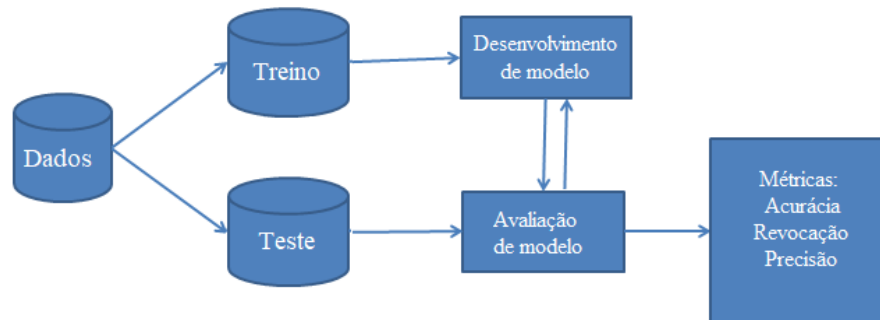 Dados
Treino
Teste
Desenvolvimento
de modelo
Avaliação
de modelo
Métricas:
Acurácia
Revocação
Precisão